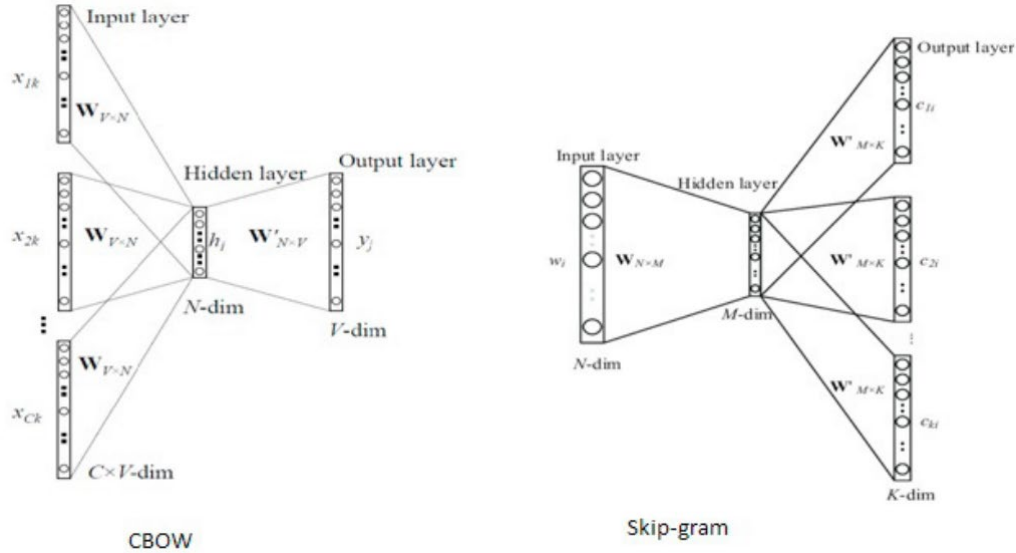 Input layer
x1k
WV×N
Hidden layer
Output layer
x2k
WV×N
hi
W'N×V
yj
N-dim
V-dim
WV×N
xCk
C×V-dim
CBOW
Output layer
c1i
W'M×K
Input layer
Hidden layer
wi
WN×M
W'M×K
c2i
M-dim
N-dim
W'M×K
cki
K-dim
Skip-gram